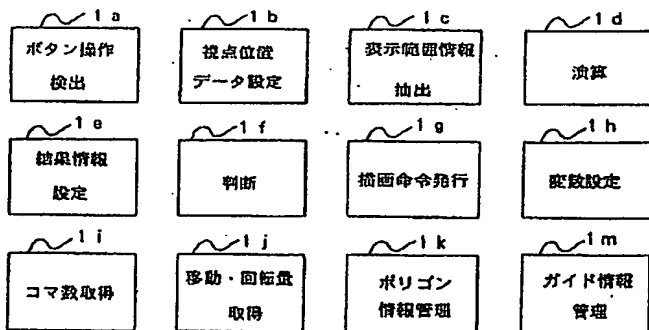 1a 1b 1c 1d
ボタン操作 視点位置 表示範囲情報 演算
検出 データ設定 抽出
1e 1f 1g 1h
結果情報 判断 描画命令発行 変数設定
設定
1i 1j 1k 1m
コマ数取得 移動・回転量 ポリゴン ガイド情報
取得 情報管理 管理